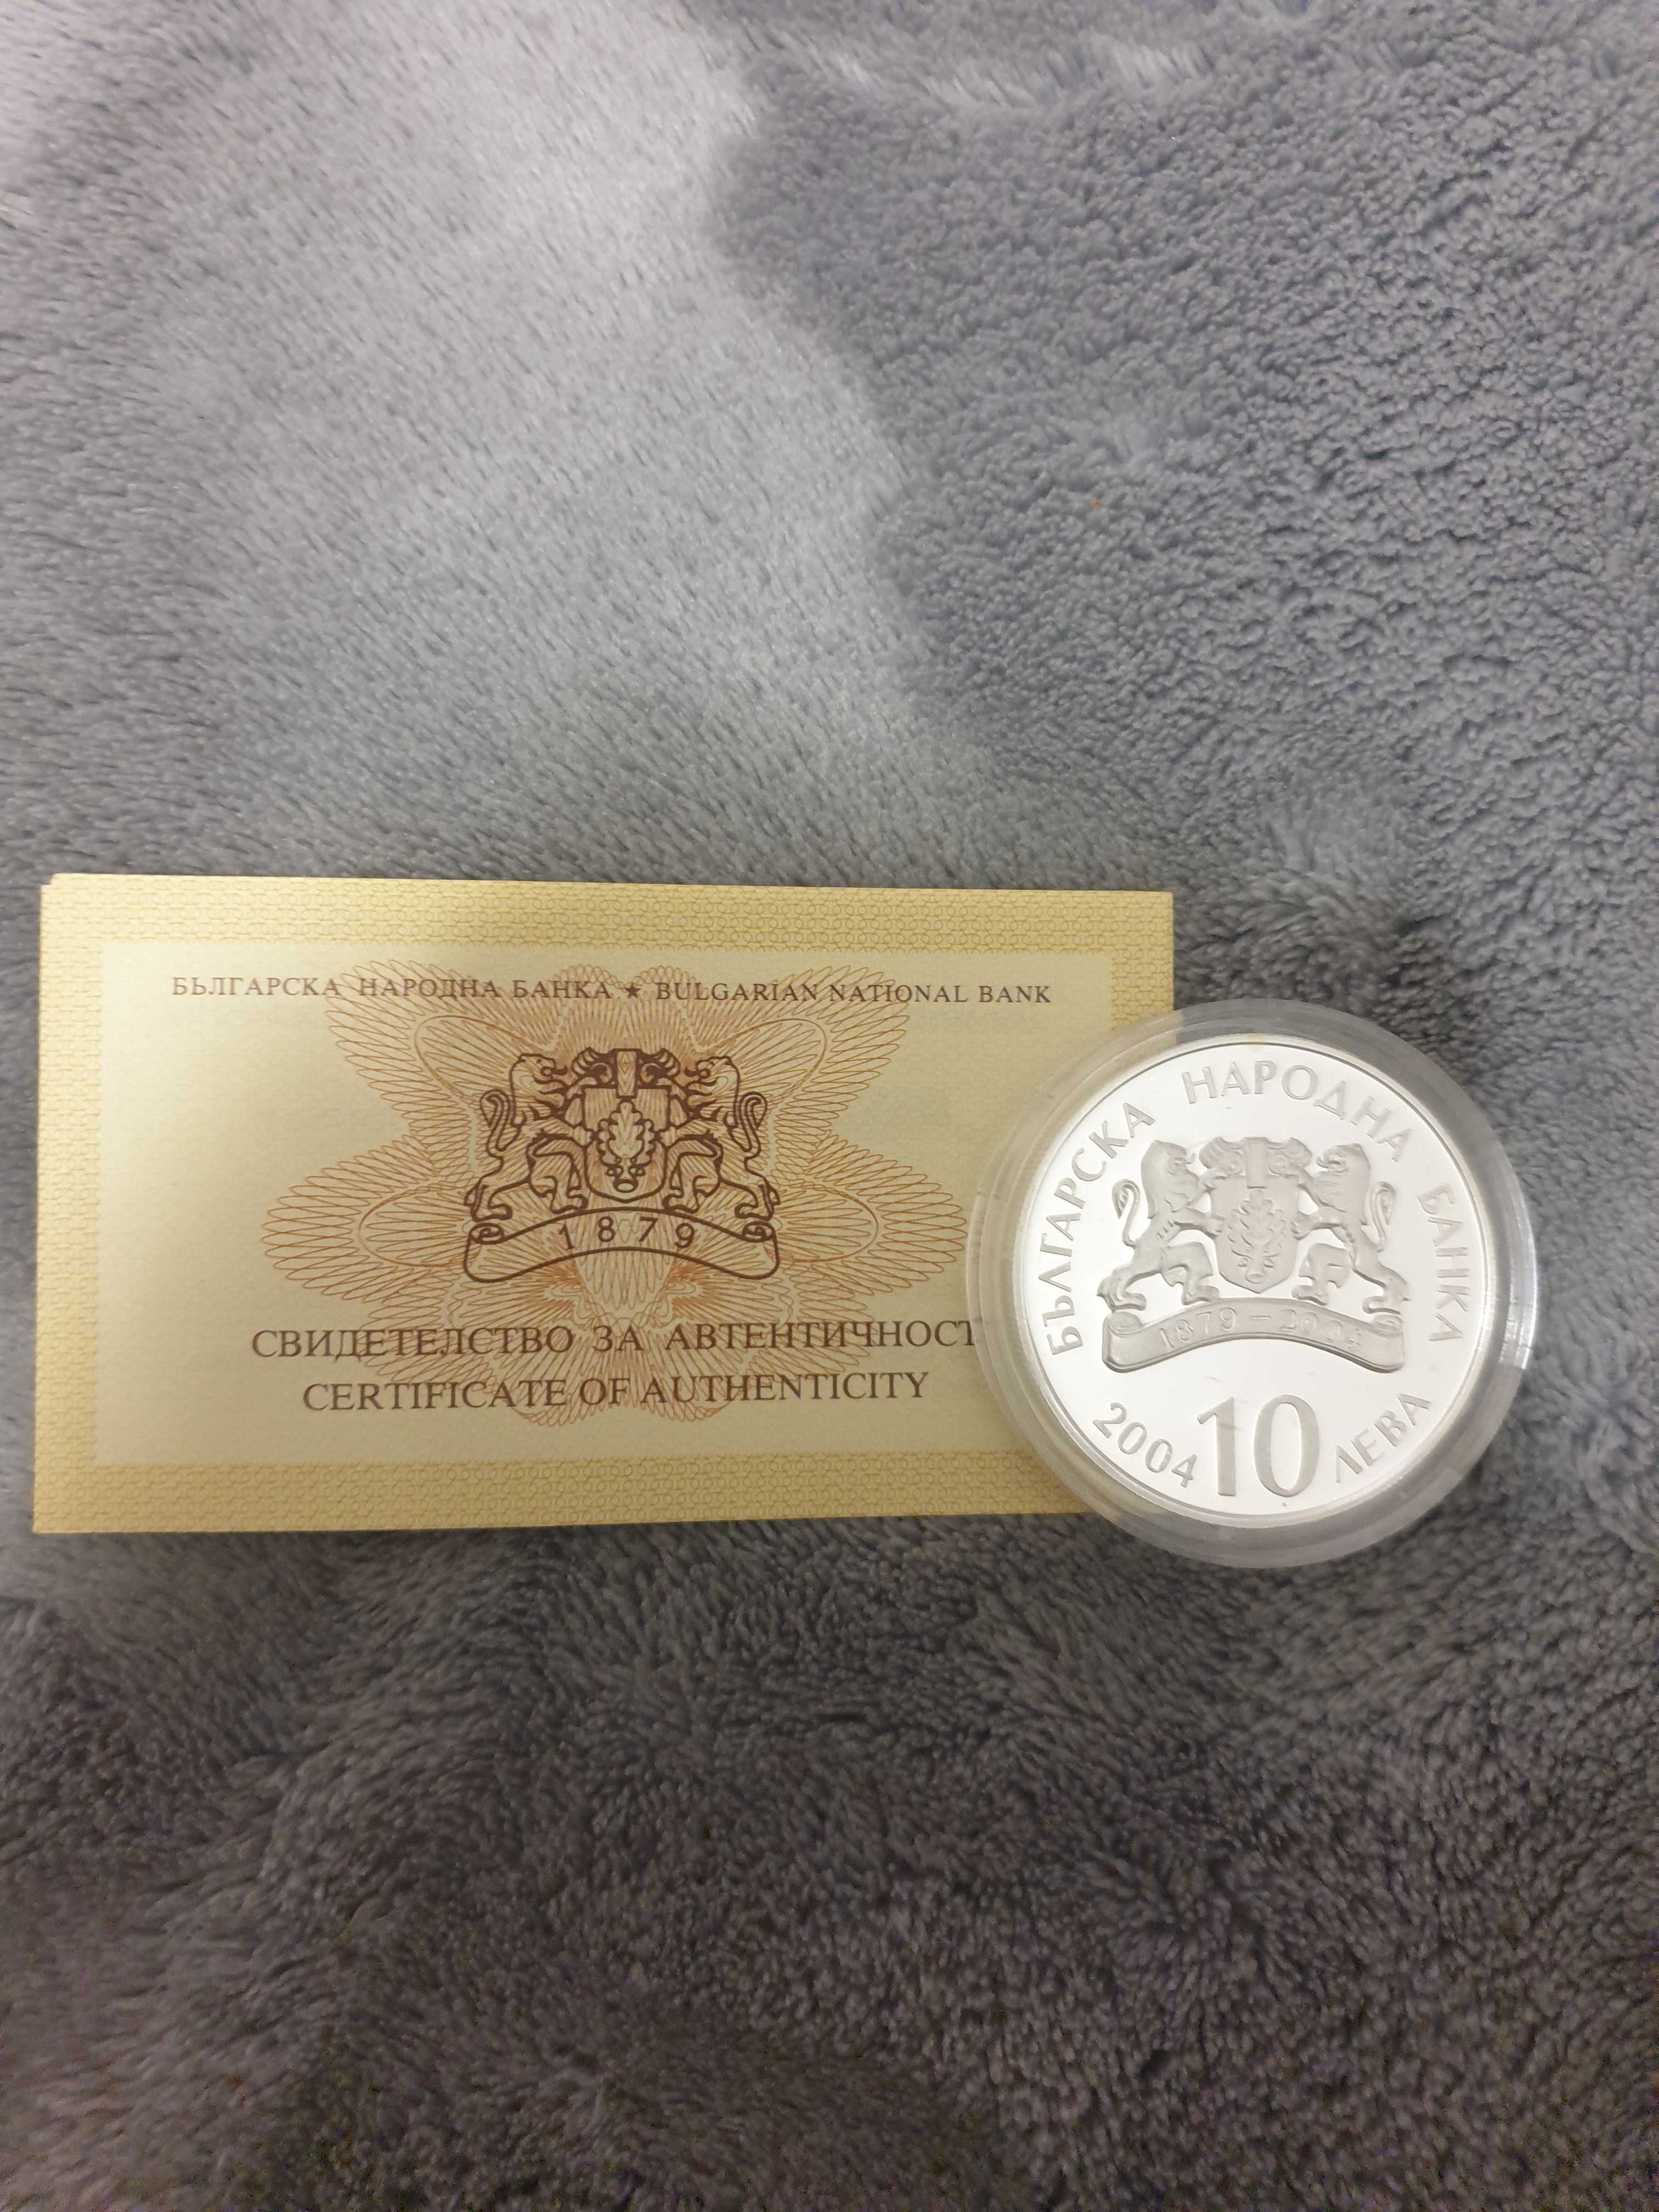 БЪЛГАРСКА НАРОДНА БАНКА ★ BULGARIAN NATIONAL BANK
1879
СВИДЕТЕЛСТВО ЗА АВТЕНТИЧНОСТ
CERTIFICATE OF AUTHENTICITY
БЪЛГАРСКА НАРОДНА БАНКА
1879 - 2004
2004 10 ЛЕВА